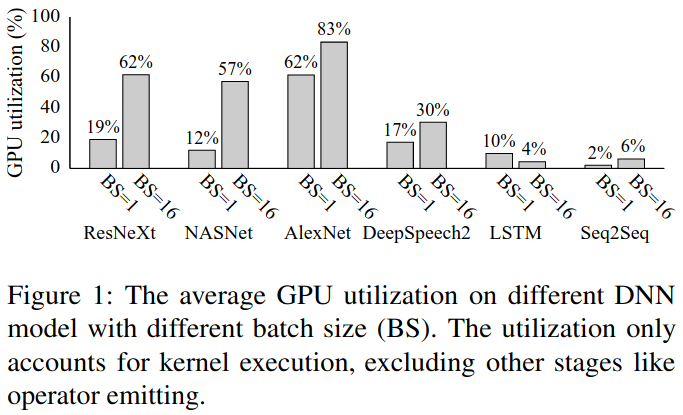 GPU utilization (%)
100
80
60
40
20
0
19%
62%
12%
57%
62%
83%
17%
30%
10%
4%
2%
6%
BS=1
BS=16
BS=1
BS=16
BS=1
BS=16
BS=1
BS=16
BS=1
BS=16
BS=1
BS=16
ResNeXt
NASNet
AlexNet
DeepSpeech2
LSTM
Seq2Seq
Figure 1: The average GPU utilization on different DNN
model with different batch size (BS). The utilization only
accounts for kernel execution, excluding other stages like
operator emitting.